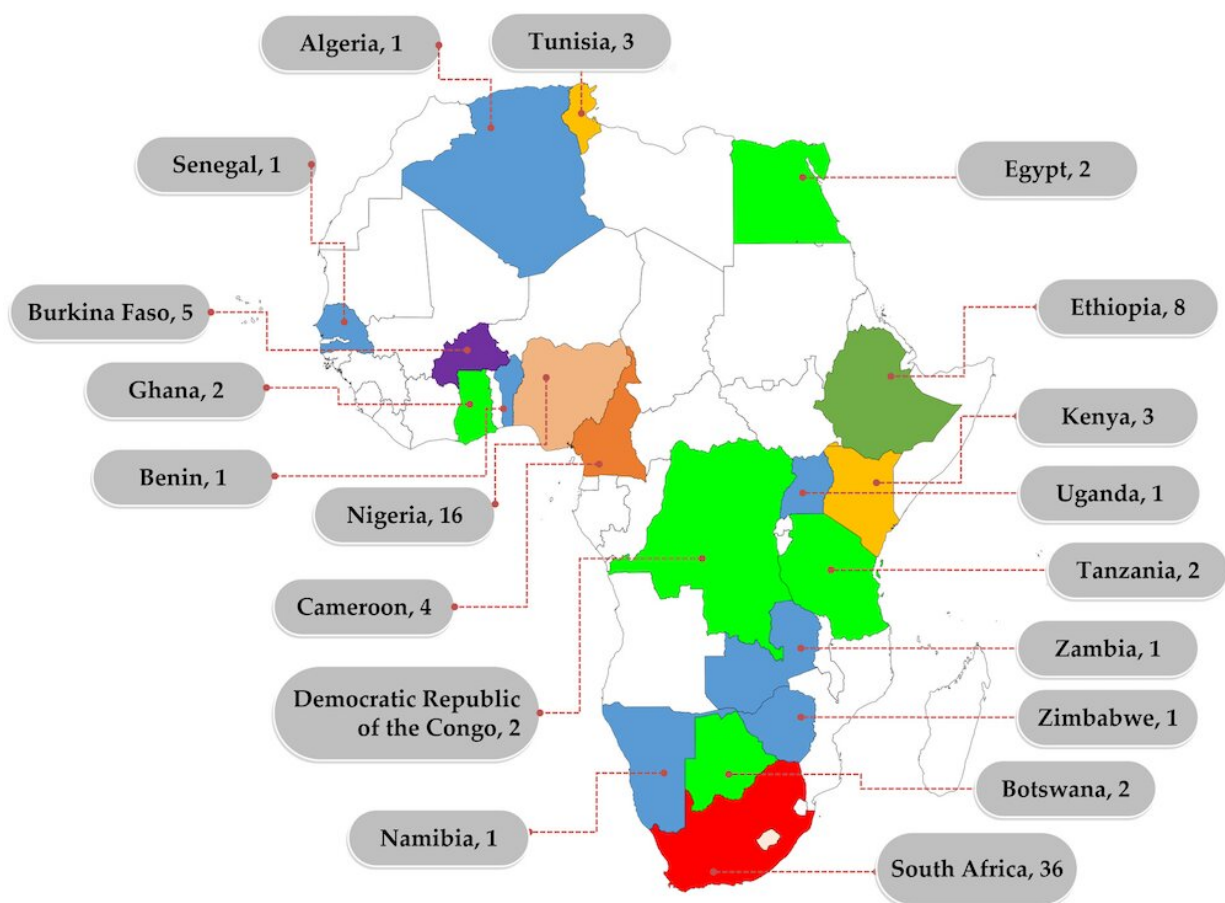 Algeria, 1
Tunisia, 3
Senegal, 1
Egypt, 2
Burkina Faso, 5
Ethiopia, 8
Ghana, 2
Kenya, 3
Benin, 1
Uganda, 1
Nigeria, 16
Tanzania, 2
Cameroon, 4
Zambia, 1
Democratic Republic
of the Congo, 2
Zimbabwe, 1
Botswana, 2
Namibia, 1
South Africa, 36